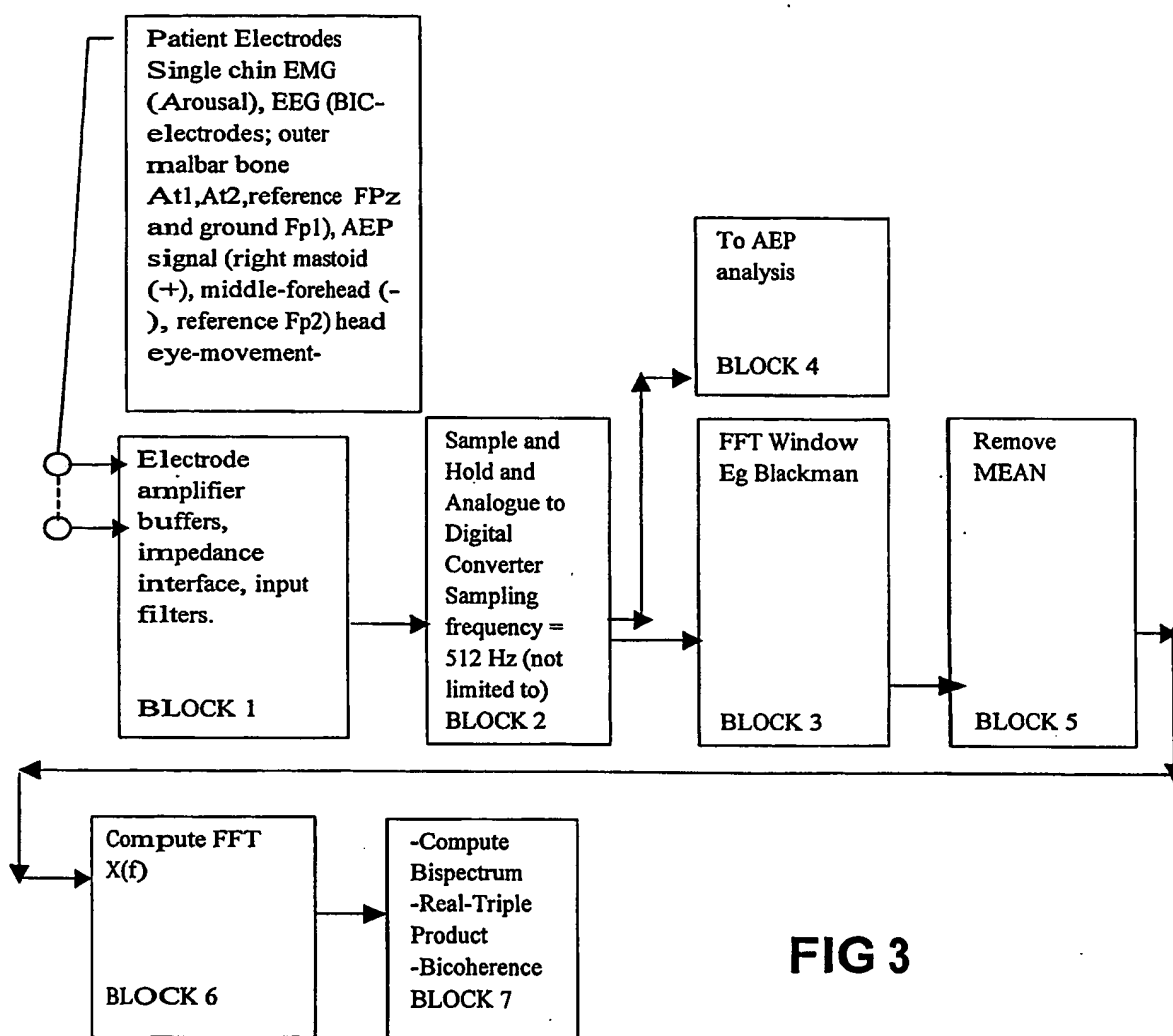 Patient Electrodes
Single chin EMG
(Arousal), EEG (BIC-
electrodes; outer
malbar bone
At1,At2,reference FPz
and ground Fp1), AEP
signal (right mastoid
(+), middle-forehead (-
), reference Fp2) head
eye-movement-
To AEP
analysis
BLOCK 4
Electrode
amplifier
buffers,
impedance
interface, input
filters.
BLOCK 1
Sample and
Hold and
Analogue to
Digital
Converter
Sampling
frequency =
512 Hz (not
limited to)
BLOCK 2
FFT Window
Eg Blackman
BLOCK 3
Remove
MEAN
BLOCK 5
Compute FFT
X(f)
BLOCK 6
-Compute
Bispectrum
-Real-Triple
Product
-Bicoherence
BLOCK 7
FIG 3